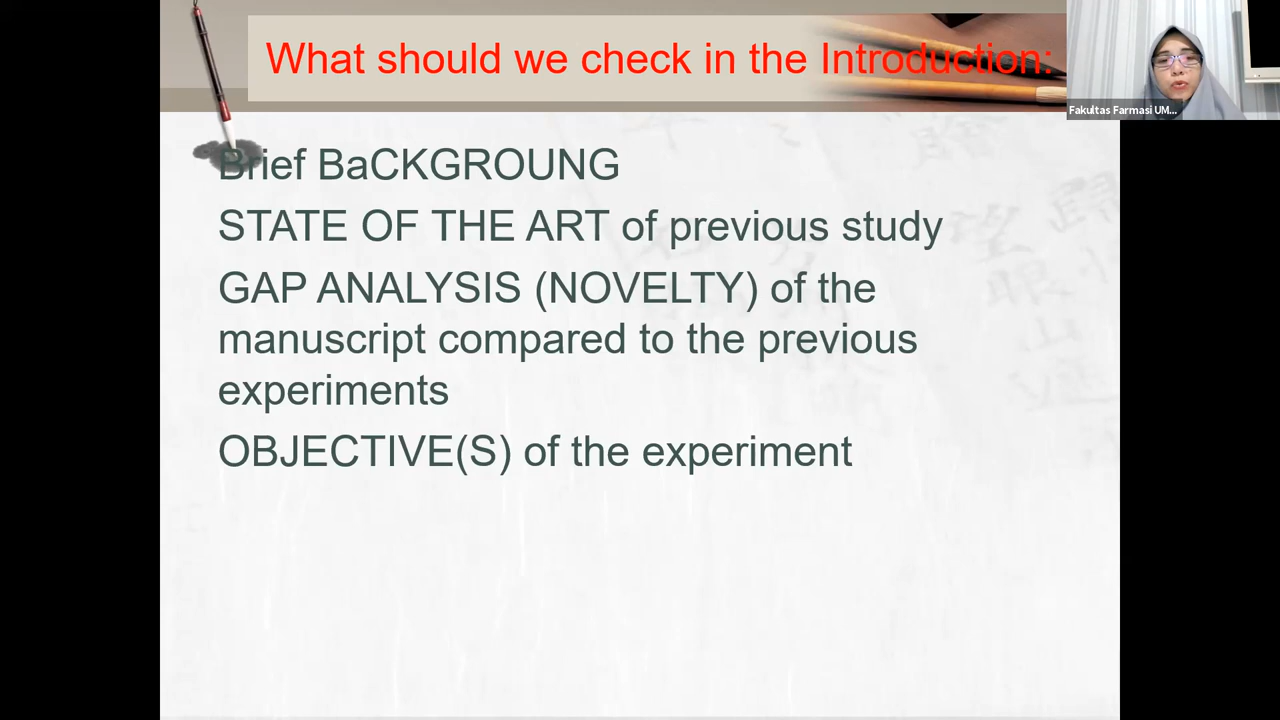 What should we check in the Introduction:
Fakultas Farmasi UM...
Brief BaCKGROUNG
STATE OF THE ART of previous study
GAP ANALYSIS (NOVELTY) of the
manuscript compared to the previous
experiments
OBJECTIVE(S) of the experiment